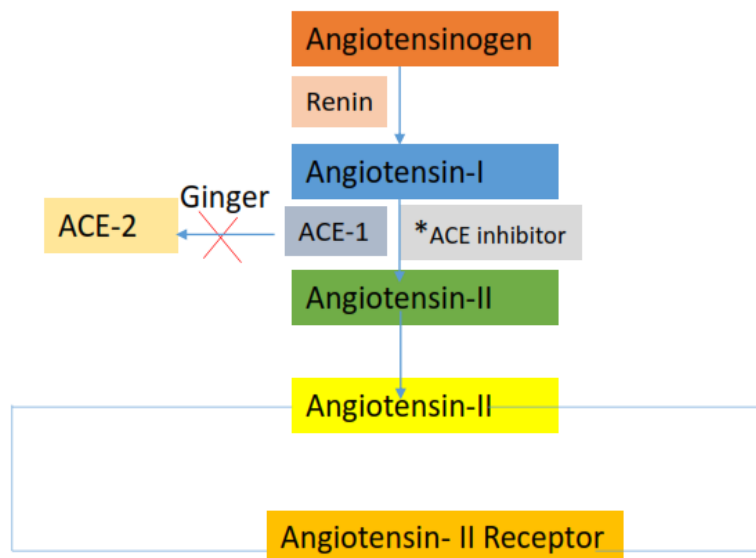 Angiotensinogen
Renin
Angiotensin-I
Ginger
ACE-2
ACE-1
*ACE inhibitor
Angiotensin-II
Angiotensin-II
Angiotensin- II Receptor